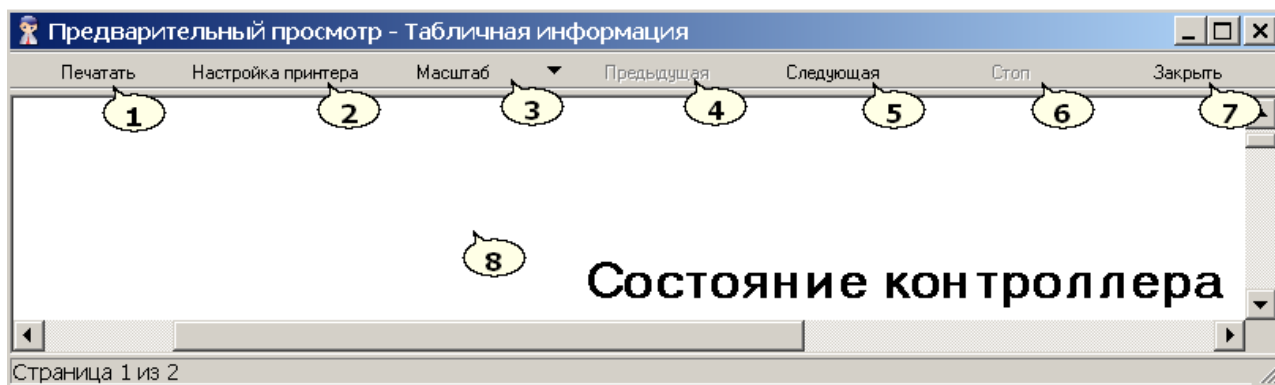 Предварительный просмотр - Табличная информация
Печатать Настройка принтера Масштаб Предыдущая Следующая Стоп Закрыть
1 2 3 4 5 6 7
8
Состояние контроллера
Страница 1 из 2